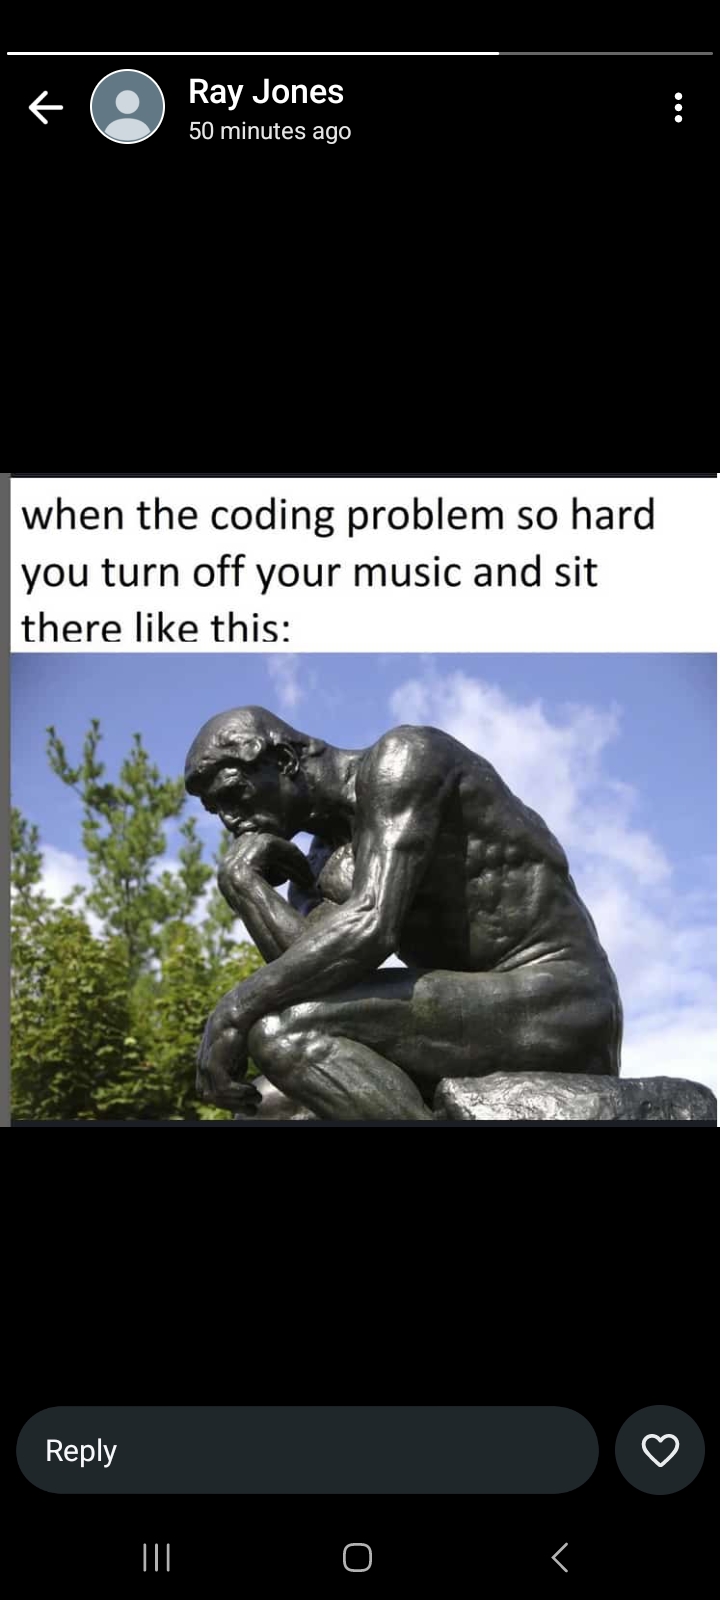 Ray Jones
50 minutes ago
when the coding problem so hard
you turn off your music and sit
there like this:
Reply